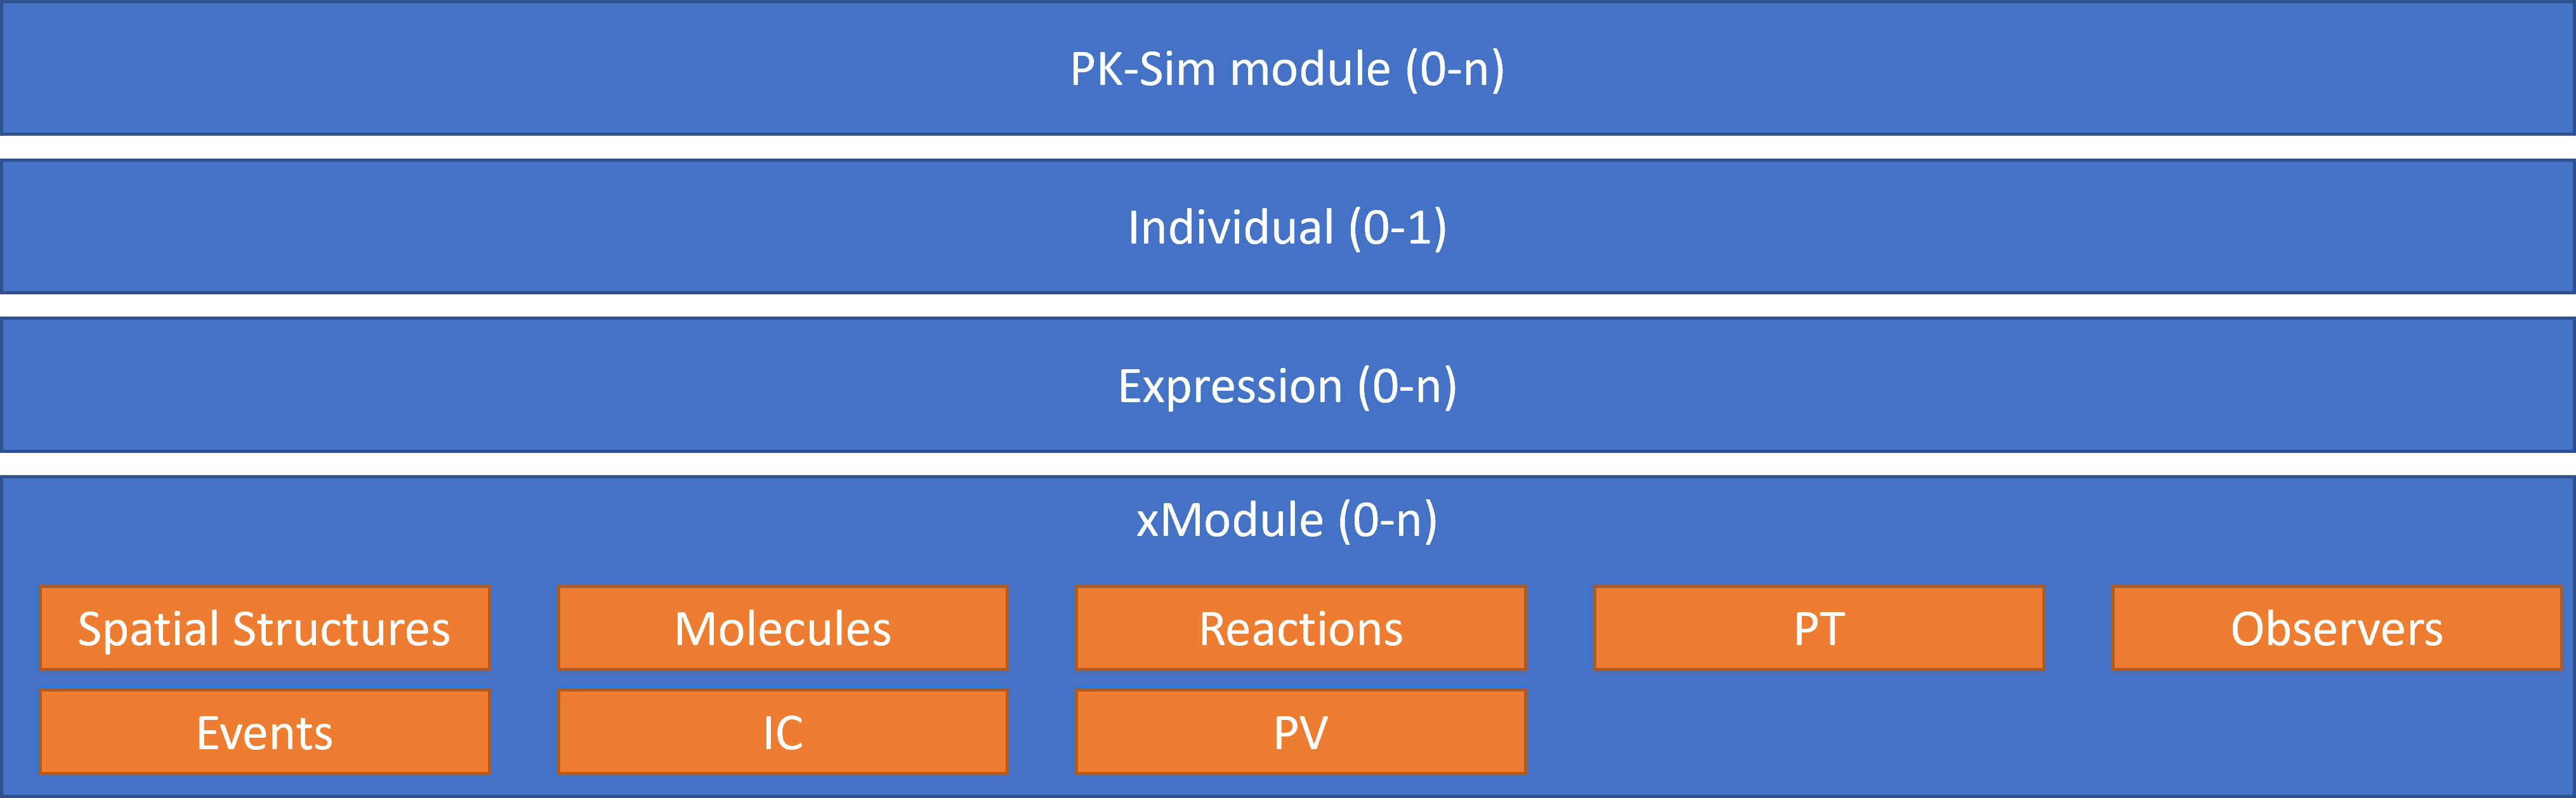 PK-Sim module (0-n)
Individual (0-1)
Expression (0-n)
xModule (0-n)
Spatial Structures
Molecules
Reactions
PT
Observers
Events
IC
PV